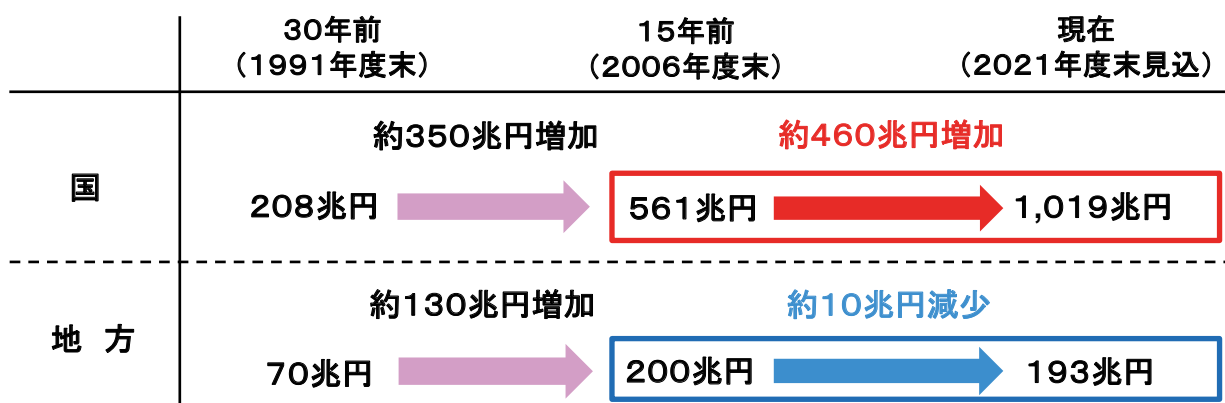 30年前 15年前 現在
（1991年度末） （2006年度末） （2021年度末見込）
約350兆円増加 約460兆円増加
国 208兆円 561兆円 1,019兆円
約130兆円増加 約10兆円減少
地 方 70兆円 200兆円 193兆円